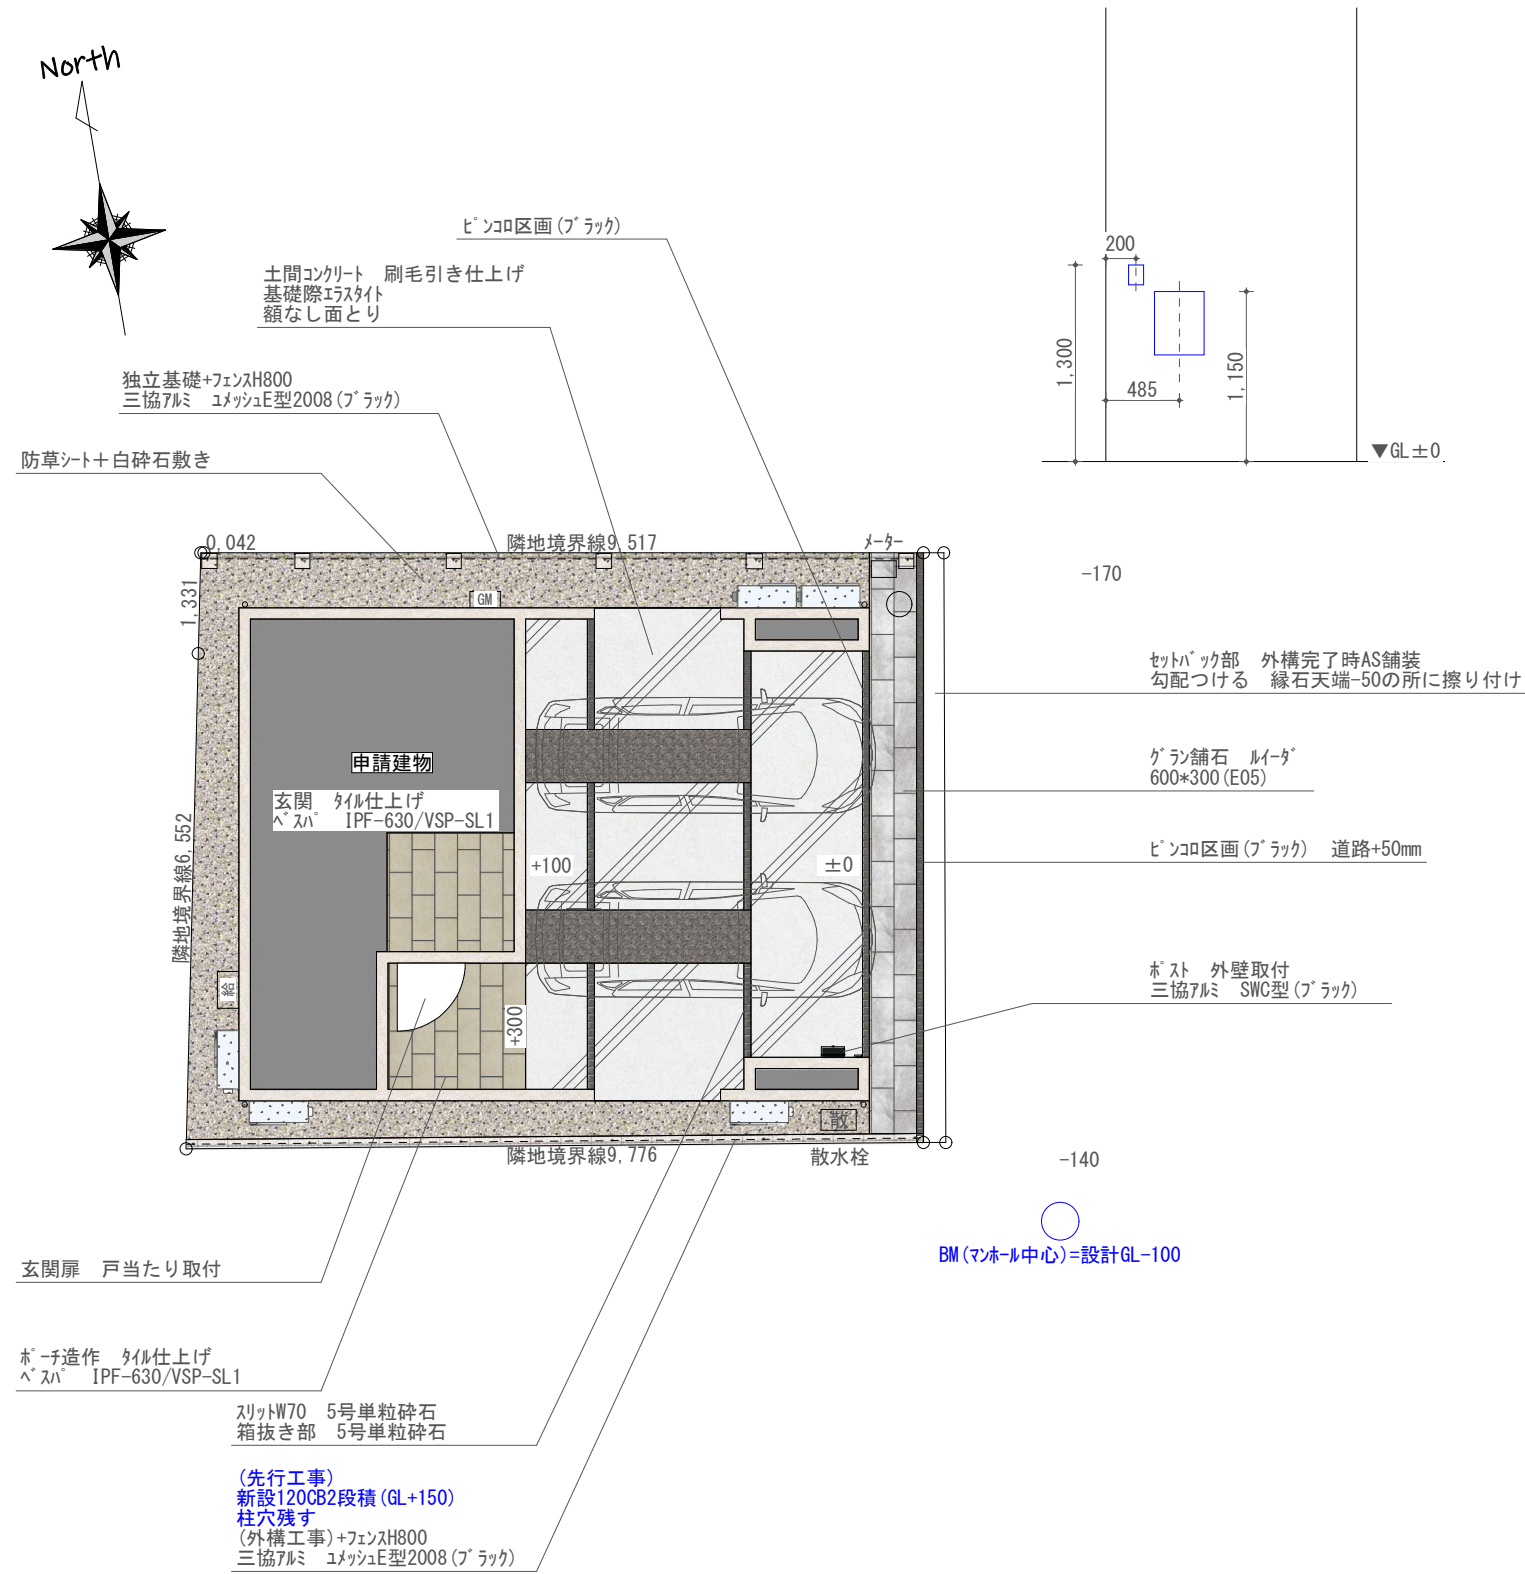 North
ﾋﾟﾝｺﾛ区画(ﾌﾞﾗｯｸ)
土間ｺﾝｸﾘｰﾄ　刷毛引き仕上げ
基礎際ｴﾗｽﾀｲﾄ
額なし面とり
独立基礎+ﾌｪﾝｽH800
三協ｱﾙﾐ　ﾕﾒｯｼｭE型2008(ﾌﾞﾗｯｸ)
防草ｼｰﾄ＋白砕石敷き
200
1,300
485
1,150
▼GL±0
0,042
隣地境界線9,517
ﾒｰﾀｰ
-170
1,331
GM
ｾｯﾄﾊﾞｯｸ部　外構完了時AS舗装
勾配つける　縁石天端-50の所に擦り付け
申請建物
玄関　ﾀｲﾙ仕上げ
ﾍﾞｽﾊﾟ　IPF-630/VSP-SL1
ｸﾞﾗﾝ舗石　ﾙｲｰﾀﾞ
600*300(E05)
隣地境界線6,552
+100
±0
ﾋﾟﾝｺﾛ区画(ﾌﾞﾗｯｸ)　道路+50mm
給
+300
ﾎﾟｽﾄ　外壁取付
三協ｱﾙﾐ　SWC型(ﾌﾞﾗｯｸ)
散
隣地境界線9,776
散水栓
-140
BM(ﾏﾝﾎｰﾙ中心)=設計GL-100
玄関扉　戸当たり取付
ﾎﾟｰﾁ造作　ﾀｲﾙ仕上げ
ﾍﾞｽﾊﾟ　IPF-630/VSP-SL1
ｽﾘｯﾄW70　5号単粒砕石
箱抜き部　5号単粒砕石
(先行工事)
新設120CB2段積(GL+150)
柱穴残す
(外構工事)+ﾌｪﾝｽH800
三協ｱﾙﾐ　ﾕﾒｯｼｭE型2008(ﾌﾞﾗｯｸ)